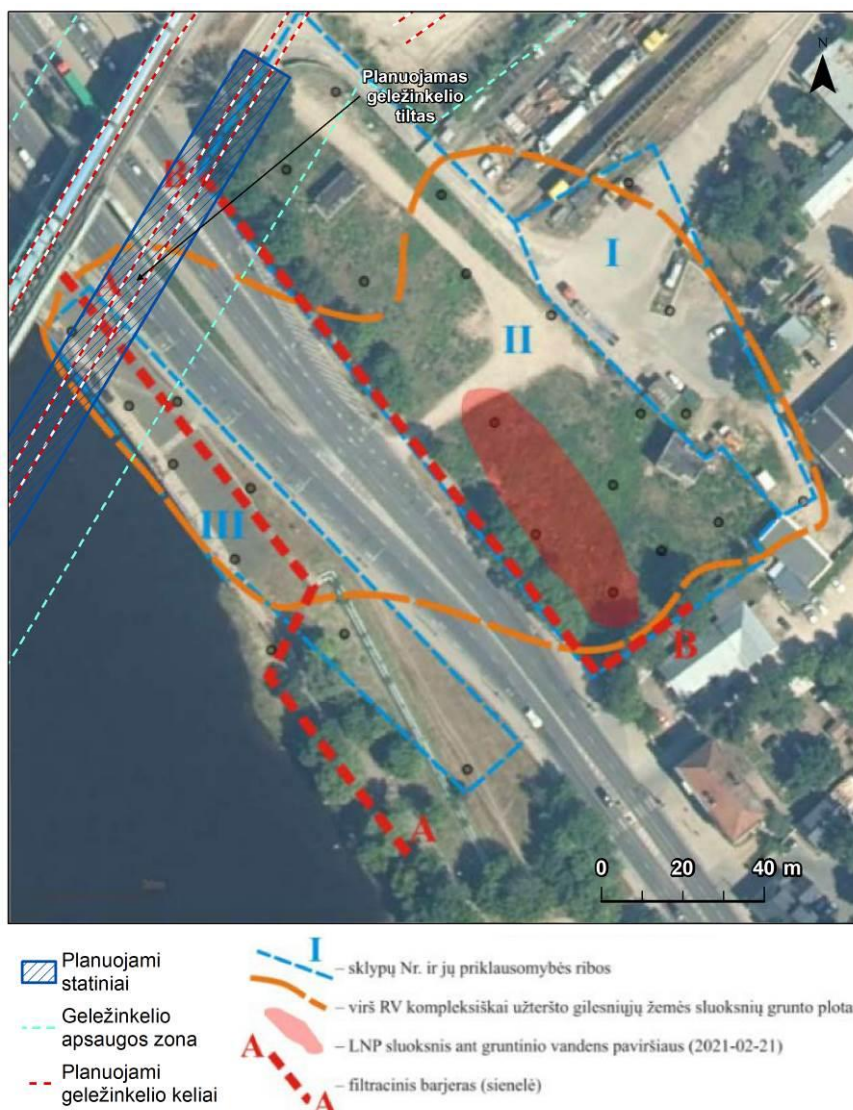 N
Planuojamas
geležinkelio
tiltas
B
A
I
II
III
B
A
0 20 40 m
Planuojami
statiniai
Geležinkelio
apsaugos zona
Planuojami
geležinkelio keliai
I
– sklypų Nr. ir jų priklausomybės ribos
– virš RV kompleksiškai užteršto gilesniųjų žemės sluoksnių grunto plota
– LNP sluoksnis ant gruntinio vandens paviršiaus (2021-02-21)
A
– filtracinis barjeras (sienelė)
A